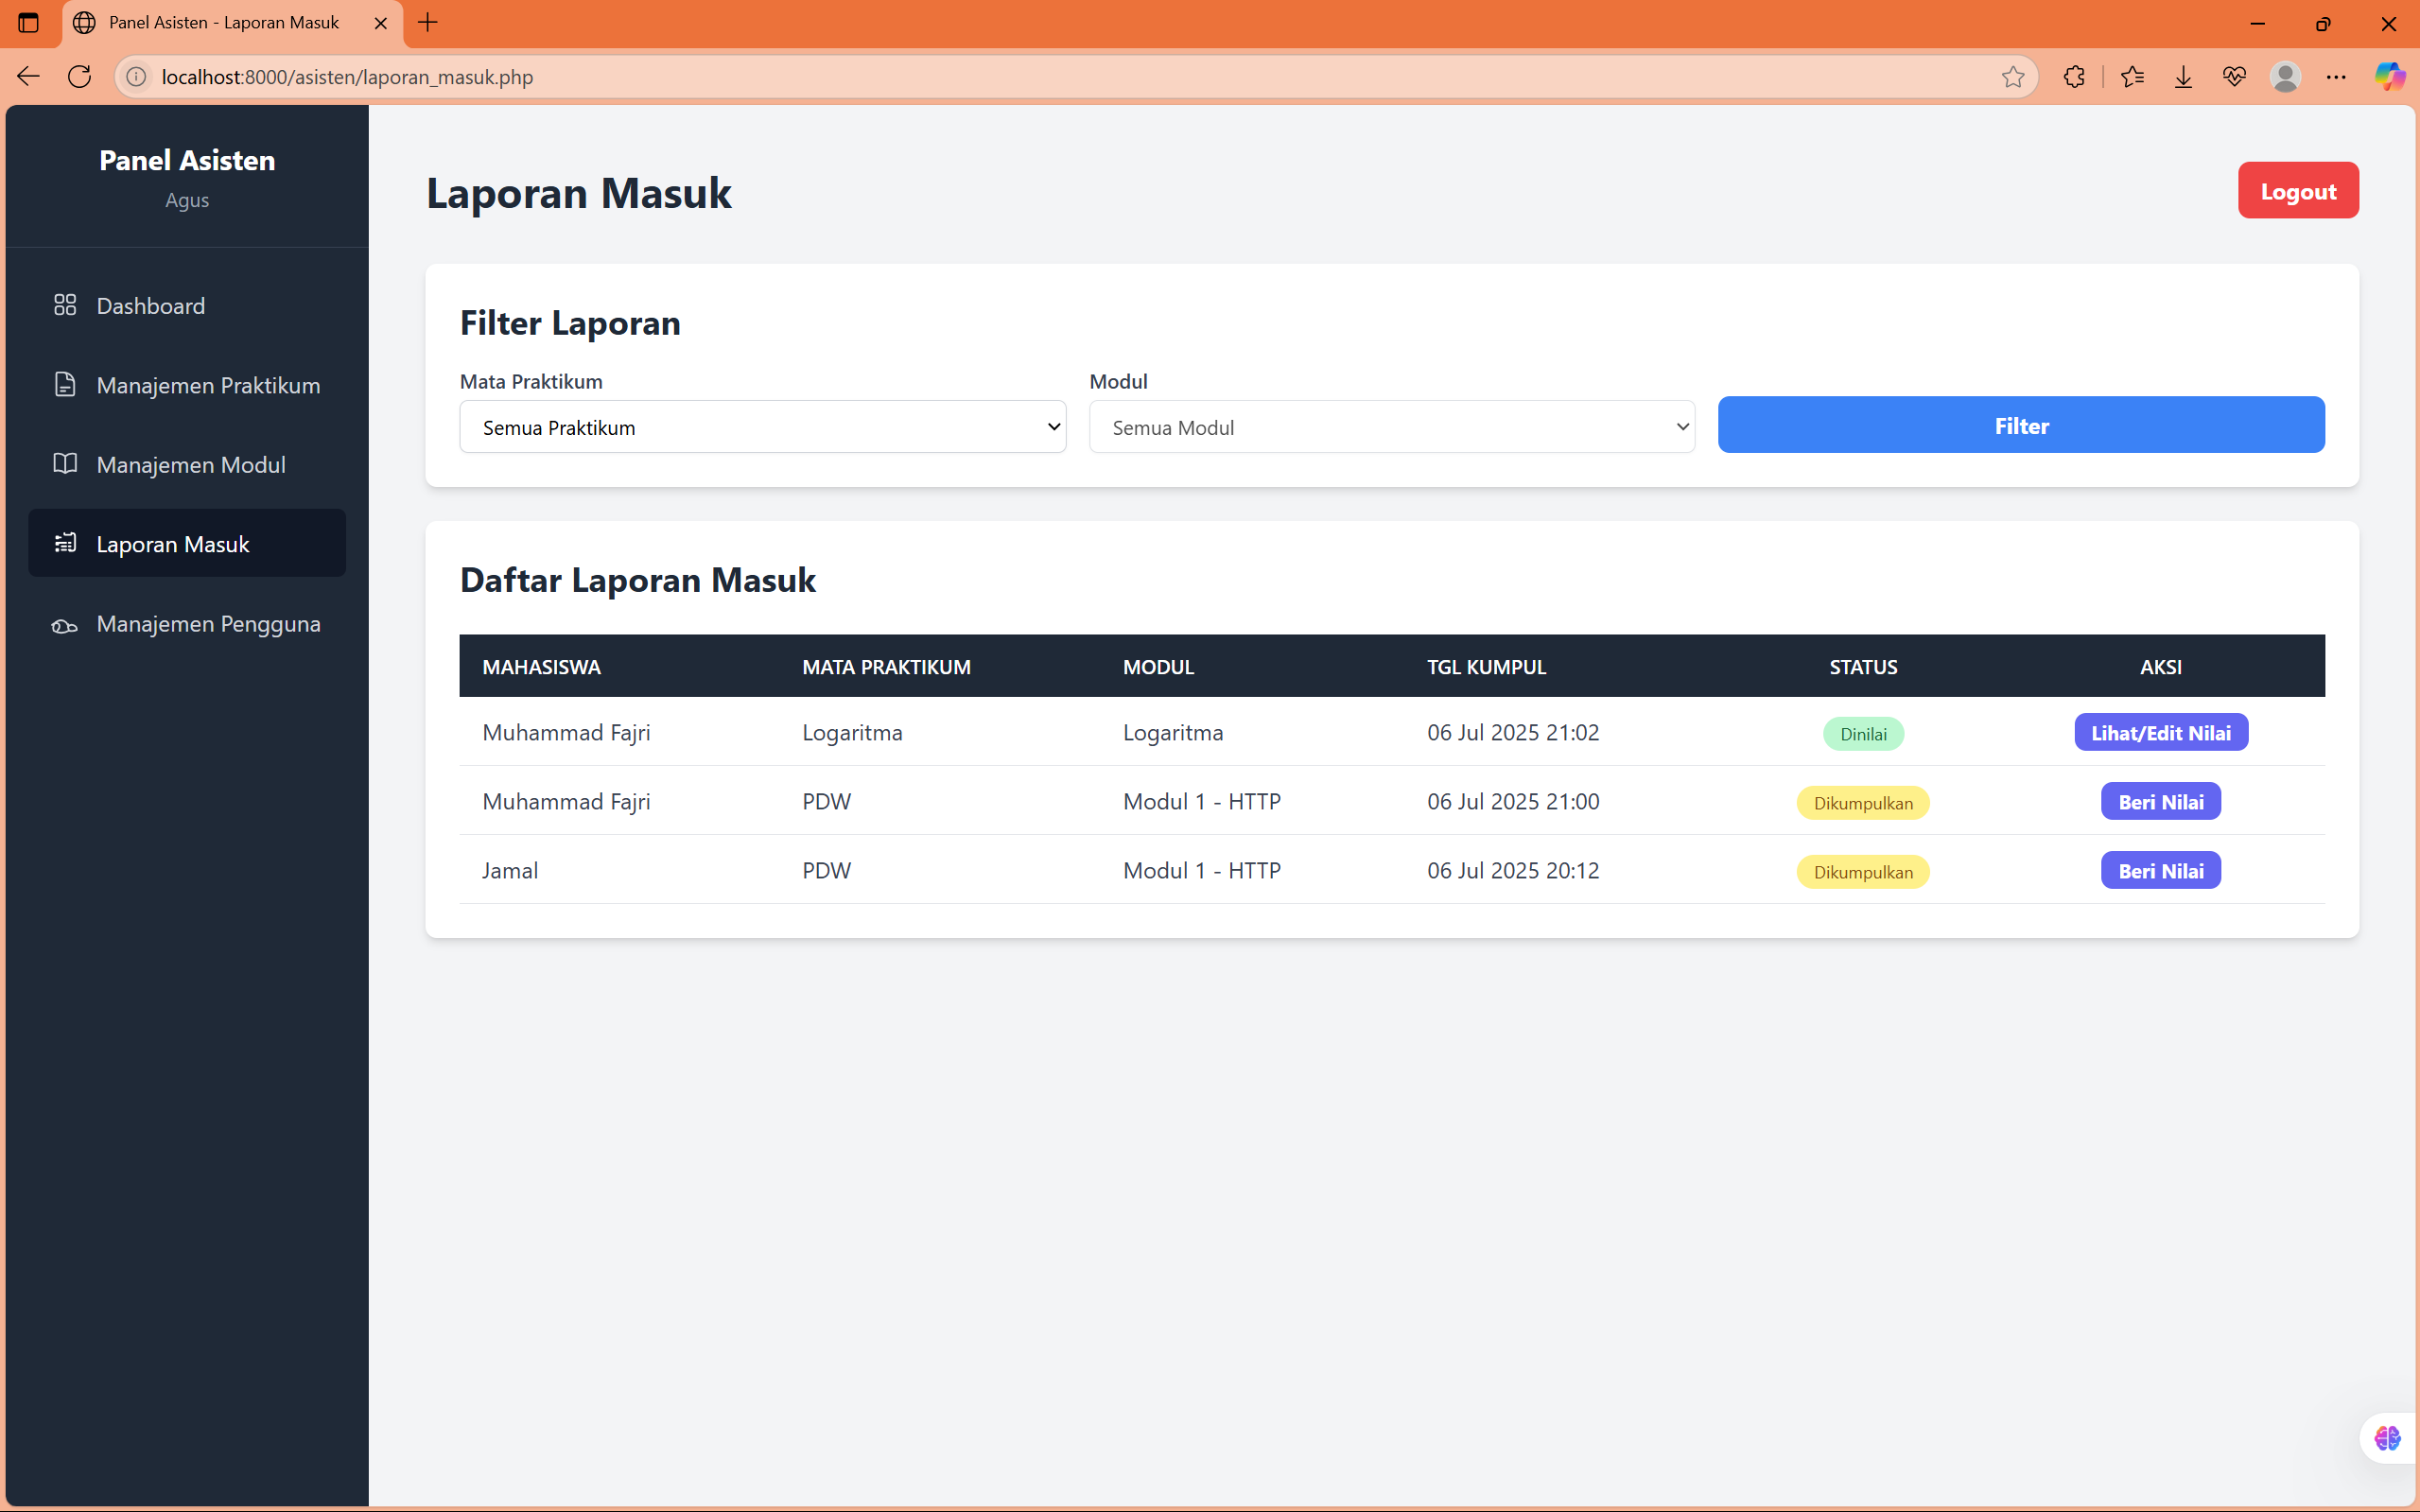 Panel Asisten - Laporan Masuk
localhost:8000/asisten/laporan_masuk.php
Panel Asisten
Agus
Dashboard
Manajemen Praktikum
Manajemen Modul
Laporan Masuk
Manajemen Pengguna
Laporan Masuk
Logout
Filter Laporan
Mata Praktikum Modul
Semua Praktikum Semua Modul Filter
Daftar Laporan Masuk
MAHASISWA MATA PRAKTIKUM MODUL TGL KUMPUL STATUS AKSI
Muhammad Fajri Logaritma Logaritma 06 Jul 2025 21:02 Dinilai Lihat/Edit Nilai
Muhammad Fajri PDW Modul 1 - HTTP 06 Jul 2025 21:00 Dikumpulkan Beri Nilai
Jamal PDW Modul 1 - HTTP 06 Jul 2025 20:12 Dikumpulkan Beri Nilai